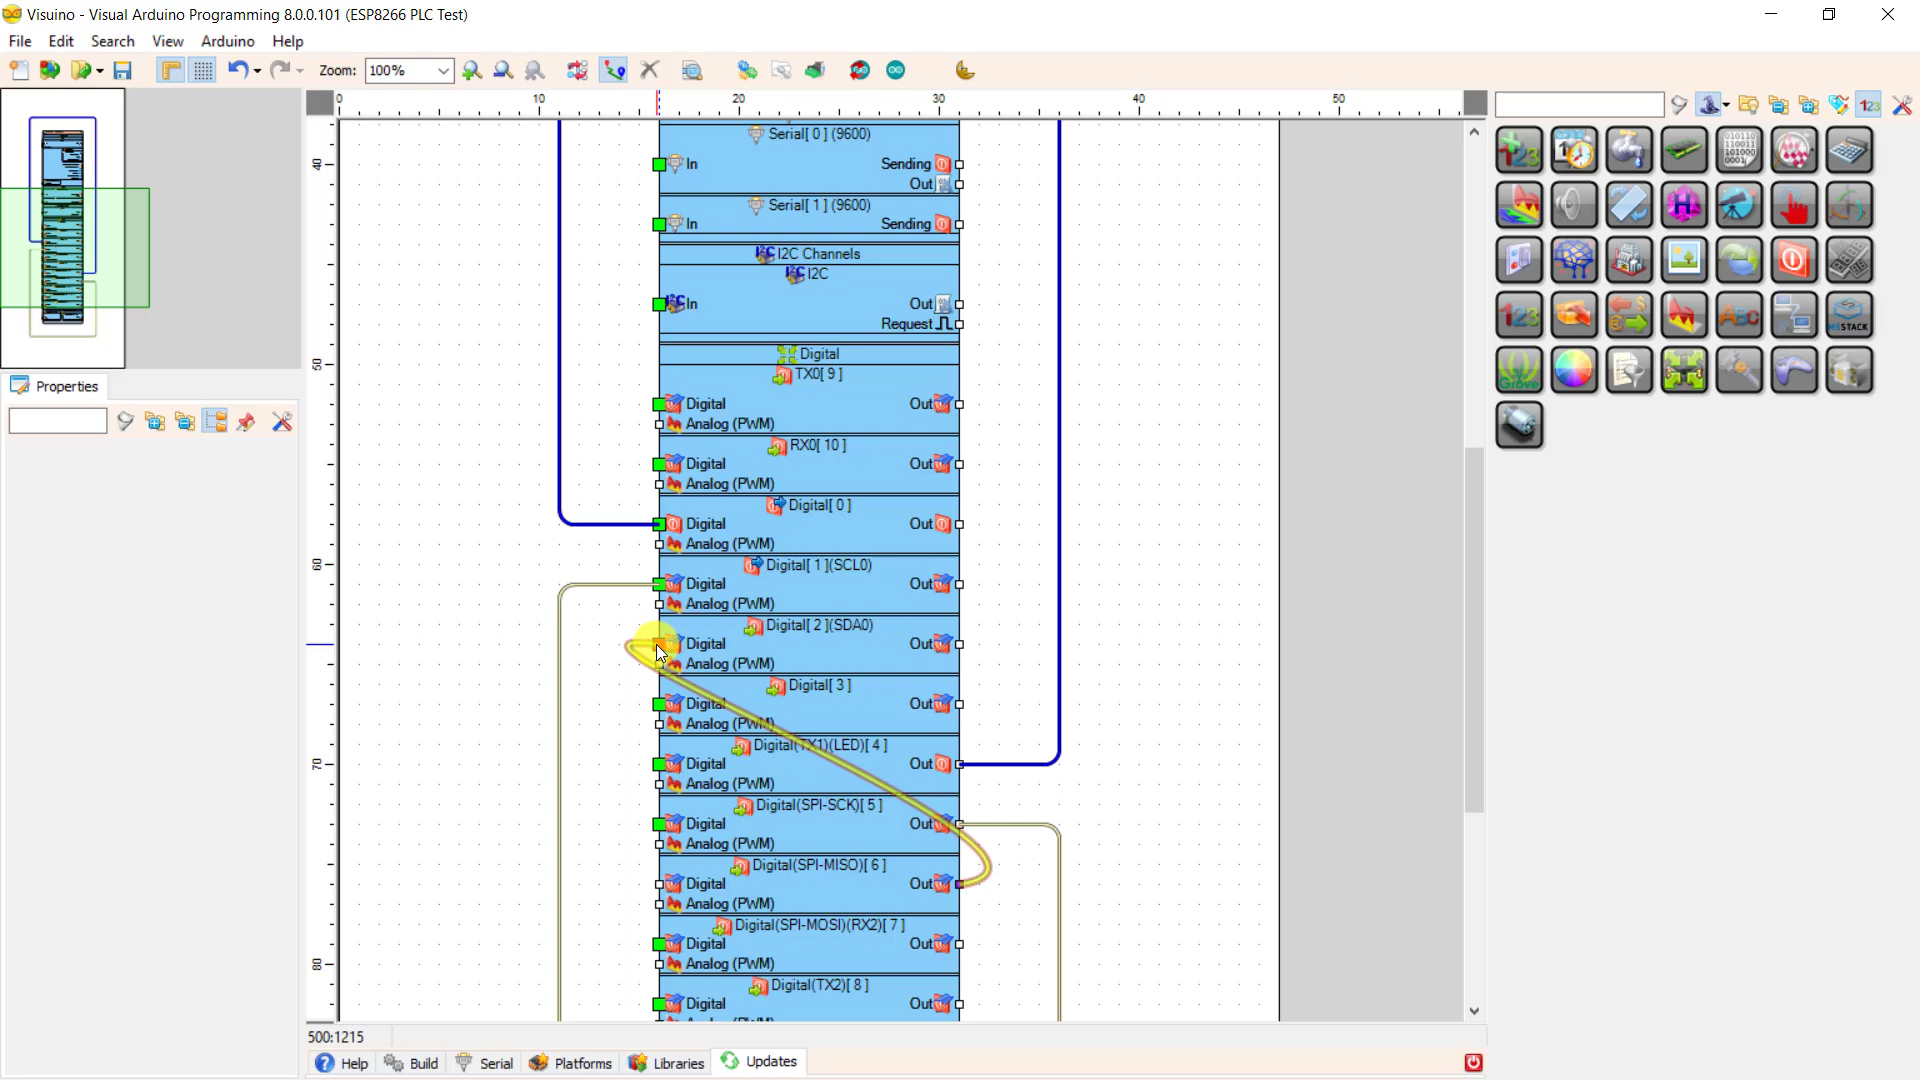 Visuino - Visual Arduino Programming 8.0.0.101 (ESP8266 PLC Test)
File Edit Search View Arduino Help
Zoom: 100%
0 10 20 30 40 50
Properties
40
50
60
70
80
Serial[ 0 ] (9600)
In Sending
Out
Serial[ 1 ] (9600)
In Sending
I2C Channels
I2C
In Out
Request
Digital
TX0[ 9 ]
Digital Out
Analog (PWM)
RX0[ 10 ]
Digital Out
Analog (PWM)
Digital[ 0 ]
Digital Out
Analog (PWM)
Digital[ 1 ](SCL0)
Digital Out
Analog (PWM)
Digital[ 2 ](SDA0)
Digital Out
Analog (PWM)
Digital[ 3 ]
Digital Out
Analog (PWM)
Digital(TX1)(LED)[ 4 ]
Digital Out
Analog (PWM)
Digital(SPI-SCK)[ 5 ]
Digital Out
Analog (PWM)
Digital(SPI-MISO)[ 6 ]
Digital Out
Analog (PWM)
Digital(SPI-MOSI)(RX2)[ 7 ]
Digital Out
Analog (PWM)
Digital(TX2)[ 8 ]
Digital Out
500:1215
Help Build Serial Platforms Libraries Updates